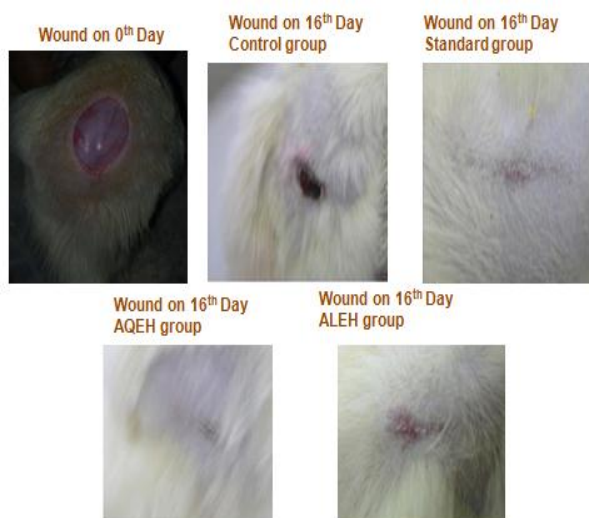 Wound on 0th Day
Wound on 16th Day
Control group
Wound on 16th Day
Standard group
Wound on 16th Day
AQEH group
Wound on 16th Day
ALEH group